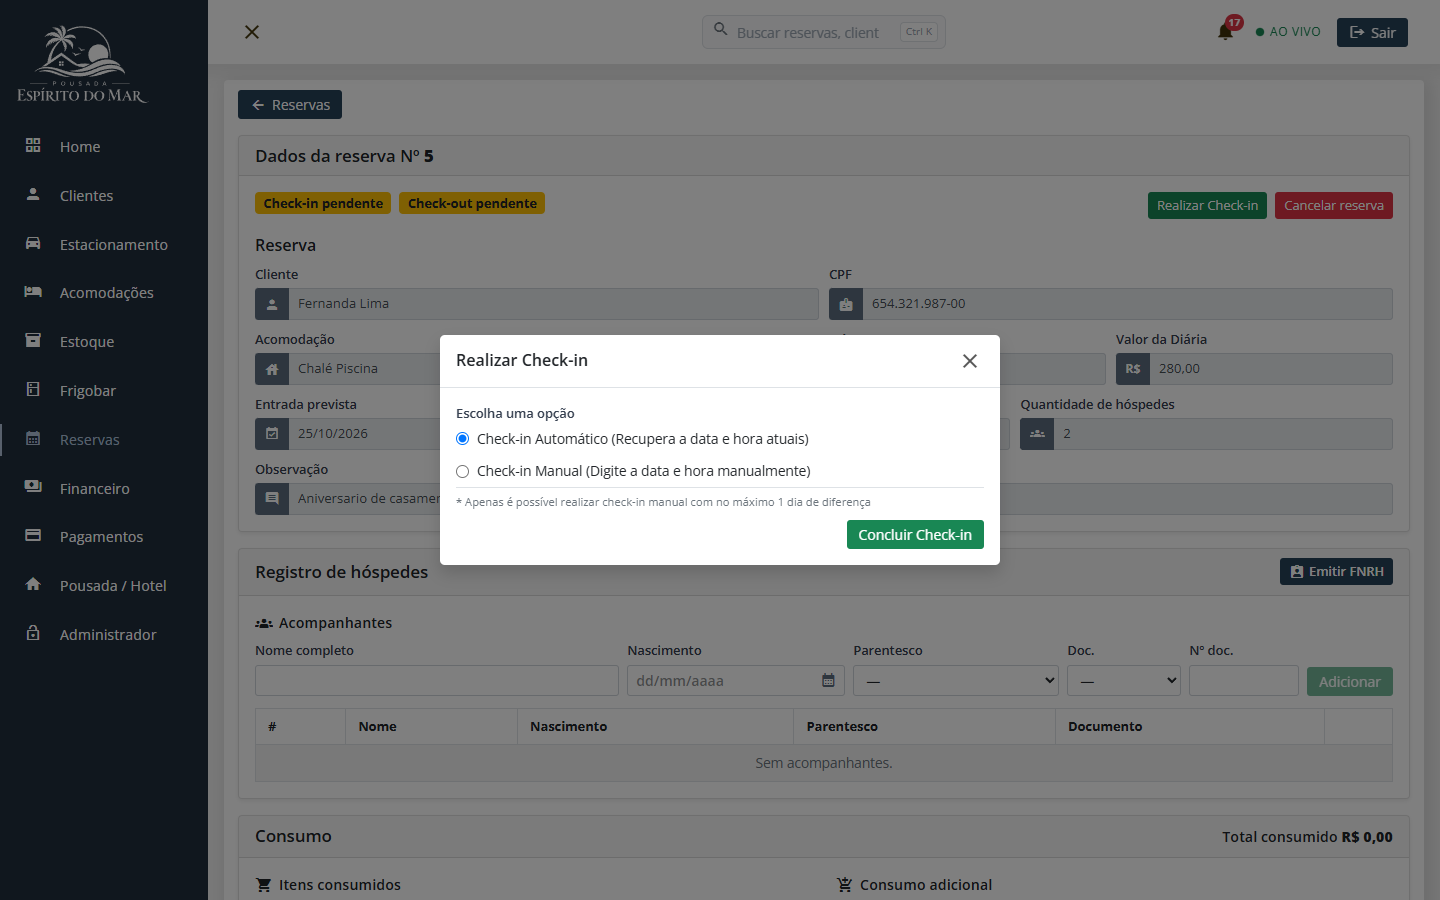 POUSADA
ESPÍRITO DO MAR
Home
Clientes
Estacionamento
Acomodações
Estoque
Frigobar
Reservas
Financeiro
Pagamentos
Pousada / Hotel
Administrador
Buscar reservas, client
Ctrl K
17
AO VIVO
Sair
Reservas
Dados da reserva Nº 5
Check-in pendente
Check-out pendente
Realizar Check-in
Cancelar reserva
Reserva
Cliente
CPF
Fernanda Lima
654.321.987-00
Acomodação
Valor da Diária
Chalé Piscina
R$
280,00
Entrada prevista
Quantidade de hóspedes
25/10/2026
2
Observação
Aniversario de casamen
Realizar Check-in
Escolha uma opção
Check-in Automático (Recupera a data e hora atuais)
Check-in Manual (Digite a data e hora manualmente)
* Apenas é possível realizar check-in manual com no máximo 1 dia de diferença
Concluir Check-in
Registro de hóspedes
Emitir FNRH
Acompanhantes
Nome completo
Nascimento
Parentesco
Doc.
Nº doc.
dd/mm/aaaa
—
—
Adicionar
#
Nome
Nascimento
Parentesco
Documento
Sem acompanhantes.
Consumo
Total consumido R$ 0,00
Itens consumidos
Consumo adicional